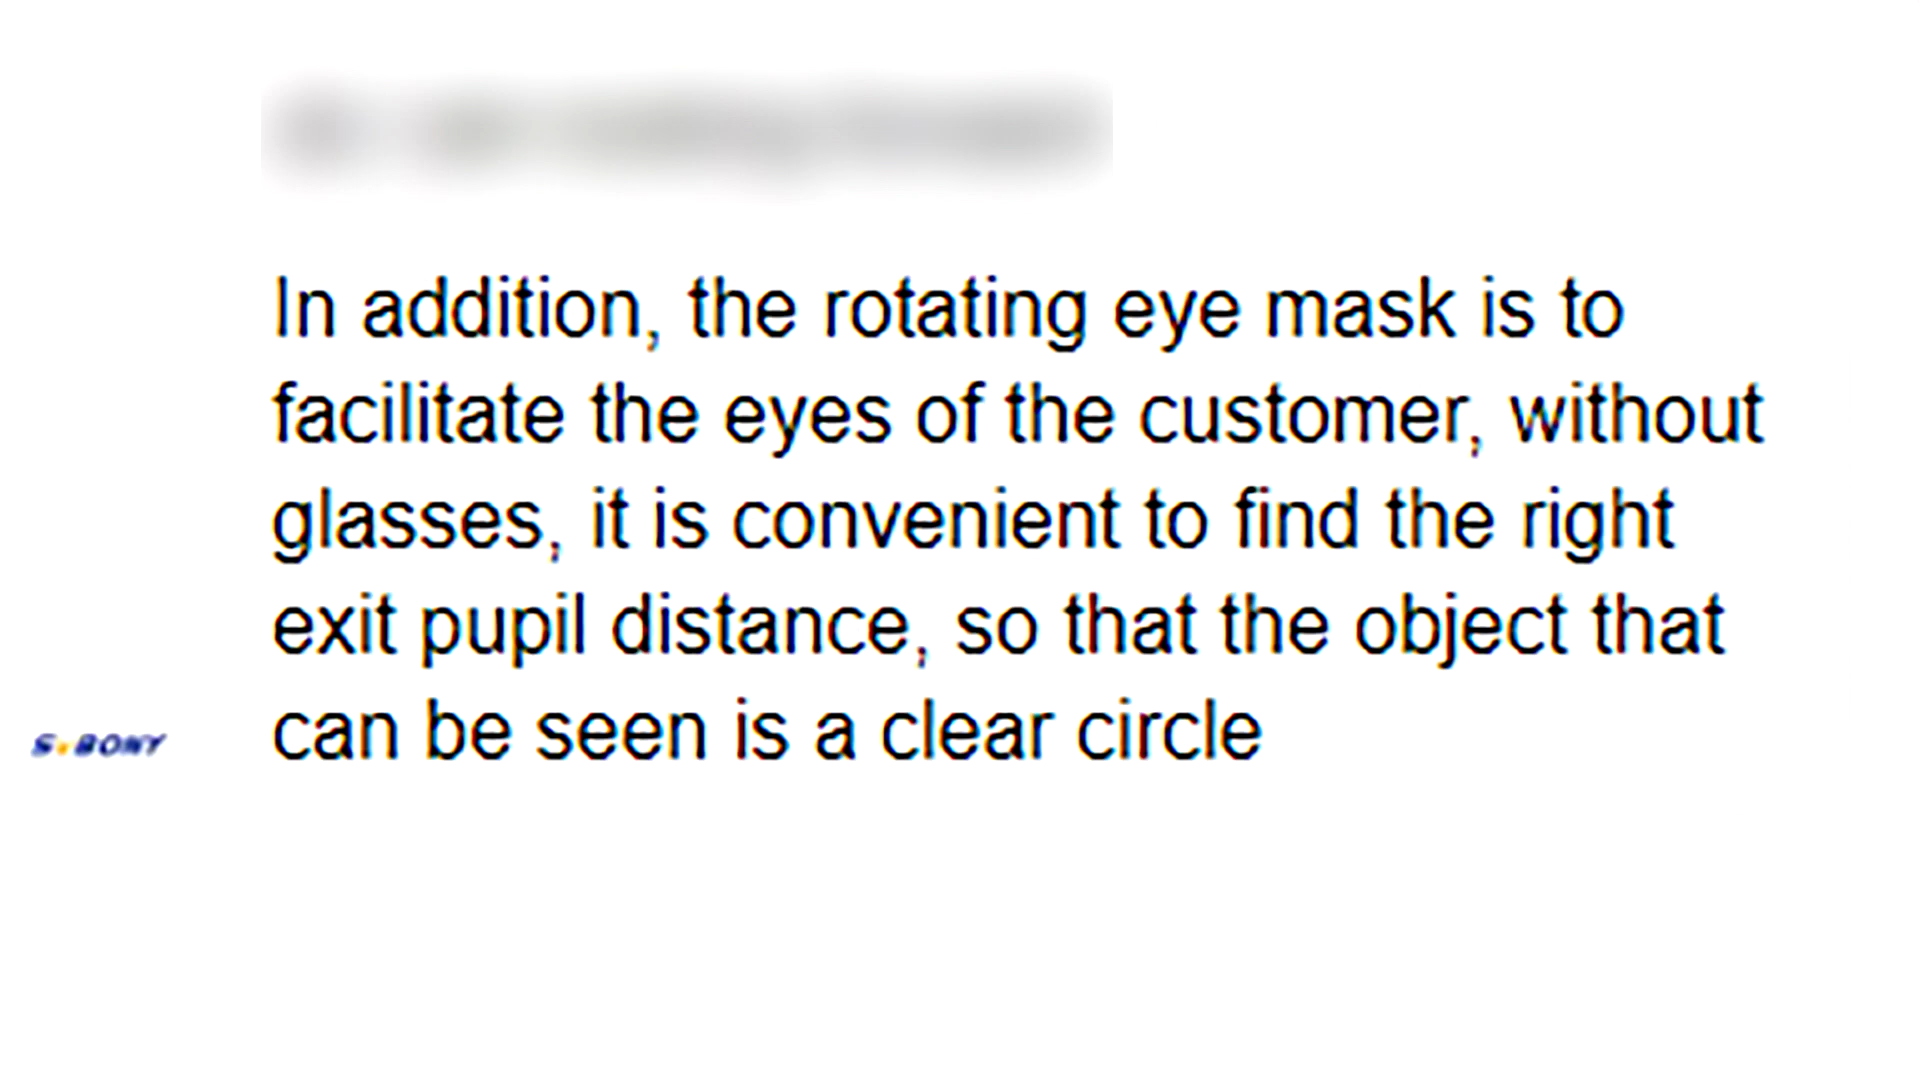 In addition, the rotating eye mask is to
facilitate the eyes of the customer, without
glasses, it is convenient to find the right
exit pupil distance, so that the object that
can be seen is a clear circle
S.BONY